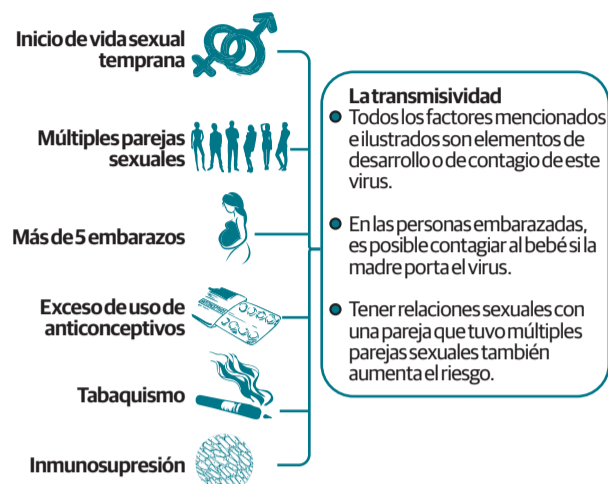 Inicio de vida sexual
temprana
Múltiples parejas
sexuales
Más de 5 embarazos
Exceso de uso de
anticonceptivos
Tabaquismo
Inmunosupresión
La transmisividad
Todos los factores mencionados
e ilustrados son elementos de
desarrollo o de contagio de este
virus.
En las personas embarazadas,
es posible contagiar al bebé si la
madre porta el virus.
Tener relaciones sexuales con
una pareja que tuvo múltiples
parejas sexuales también
aumenta el riesgo.